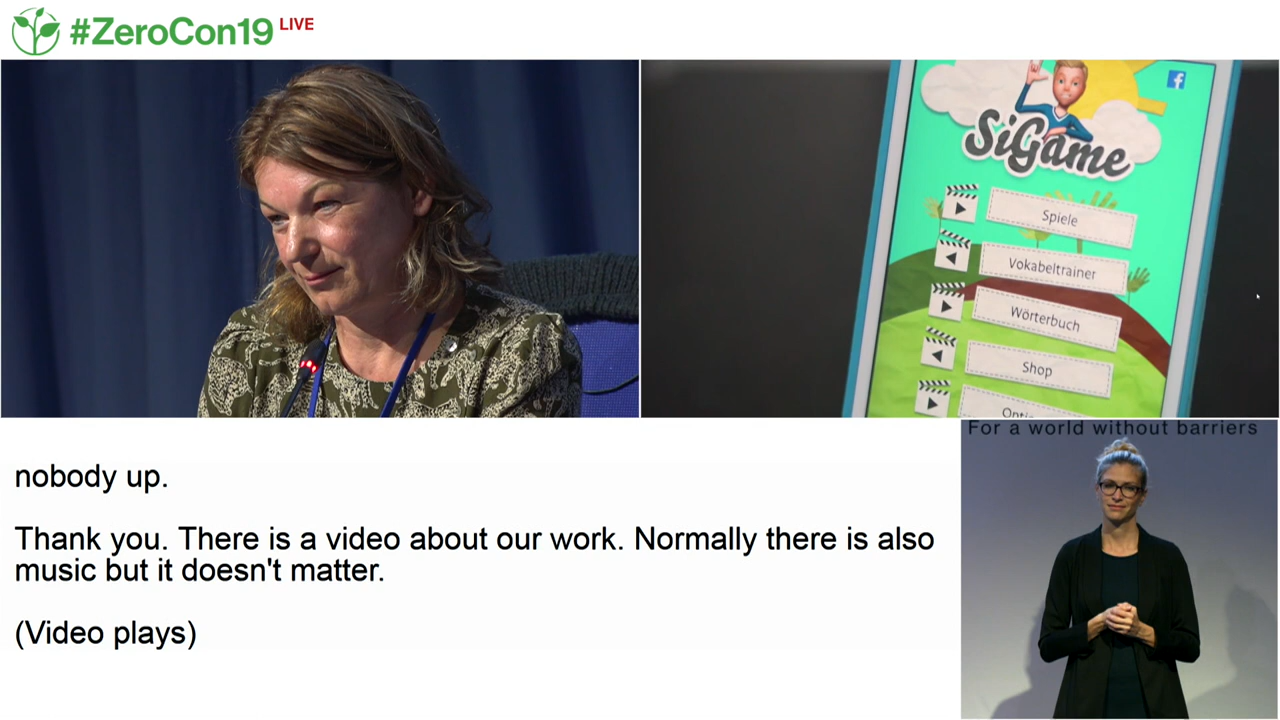 #ZeroCon19 LIVE
SiGame
Spiele
Vokabeltrainer
Wörterbuch
Shop
For a world without barriers
nobody up.
Thank you. There is a video about our work. Normally there is also
music but it doesn't matter.
(Video plays)